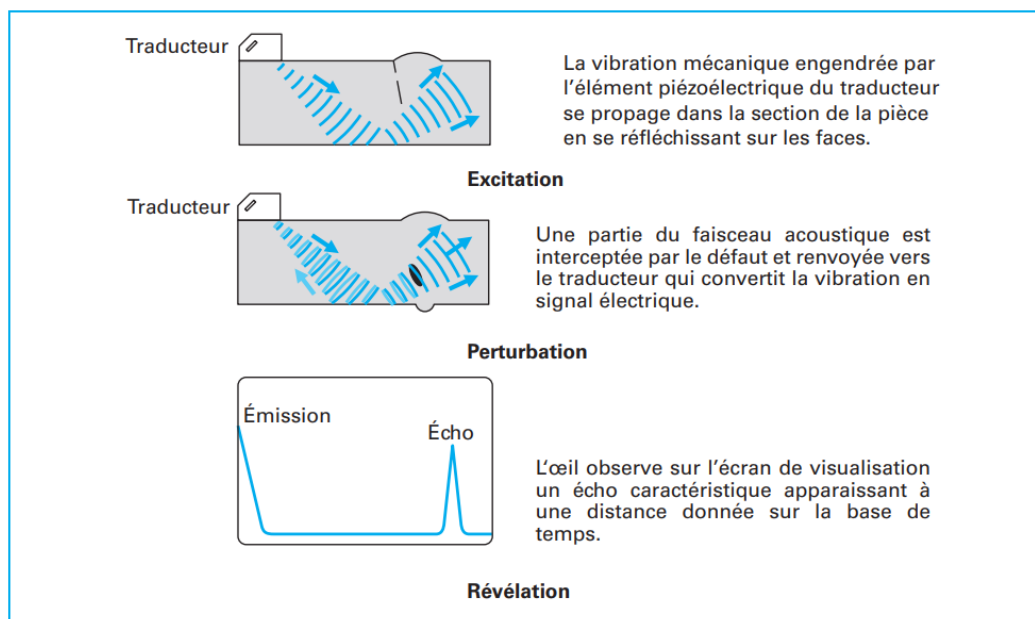 Traducteur
La vibration mécanique engendrée par
l'élément piézoélectrique du traducteur
se propage dans la section de la pièce
en se réfléchissant sur les faces.
Excitation
Traducteur
Une partie du faisceau acoustique est
interceptée par le défaut et renvoyée vers
le traducteur qui convertit la vibration en
signal électrique.
Perturbation
Émission
Écho
L'œil observe sur l'écran de visualisation
un écho caractéristique apparaissant à
une distance donnée sur la base de
temps.
Révélation